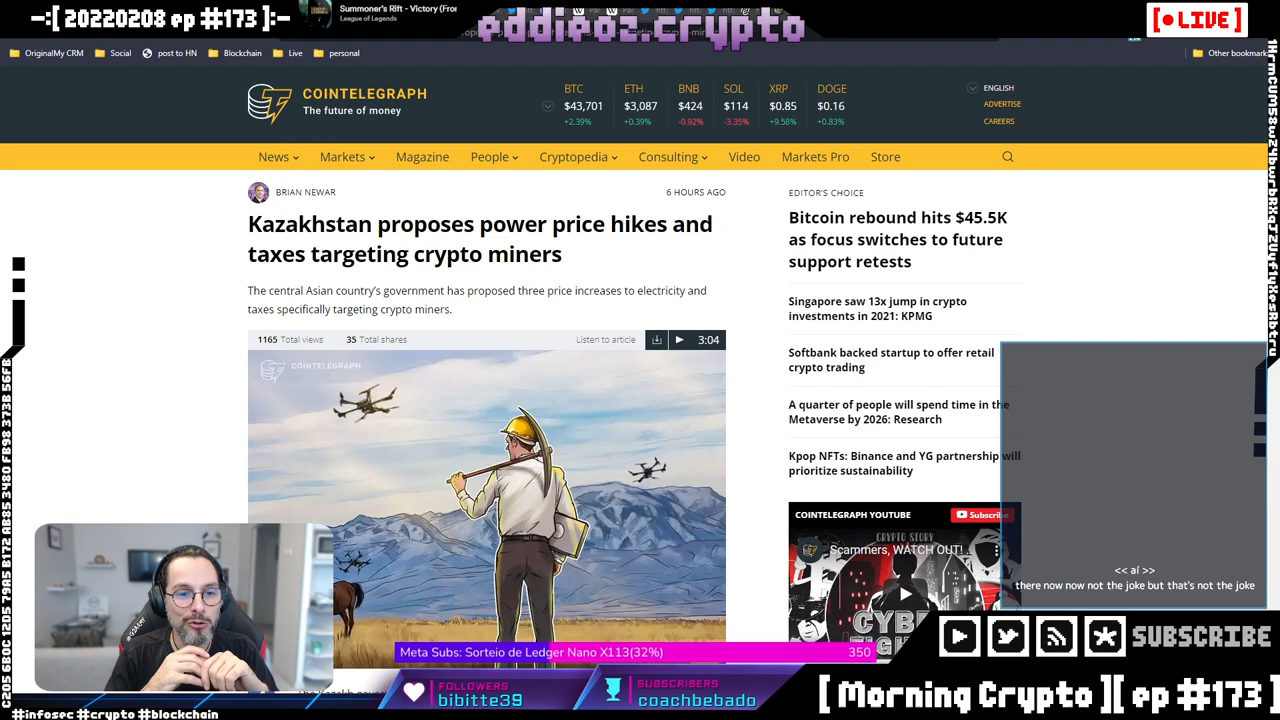 -:[ 20220208 ep #173 ]:-
Summoner's Rift - Victory (Fro
League of Legends
eddieoz.crypto
[ • LIVE ]
OriginalMy CRM
Social
post to HN
Blockchain
Live
personal
Other bookmark
COINTELEGRAPH
The future of money
BTC ETH BNB SOL XRP DOGE
$43,701 $3,087 $424 $114 $0.85 $0.16
+2.39% +0.39% -0.92% -3.35% +9.58% +0.83%
ENGLISH
ADVERTISE
CAREERS
News Markets Magazine People Cryptopedia Consulting Video Markets Pro Store
BRIAN NEWAR
6 HOURS AGO
Kazakhstan proposes power price hikes and
taxes targeting crypto miners
The central Asian country's government has proposed three price increases to electricity and
taxes specifically targeting crypto miners.
1165 Total views 35 Total shares
Listen to article
3:04
COINTELEGRAPH
EDITOR'S CHOICE
Bitcoin rebound hits $45.5K
as focus switches to future
support retests
Singapore saw 13x jump in crypto
investments in 2021: KPMG
Softbank backed startup to offer retail
crypto trading
A quarter of people will spend time in the
Metaverse by 2026: Research
Kpop NFTs: Binance and YG partnership will
prioritize sustainability
COINTELEGRAPH YOUTUBE
Subscribe
CRYPTO STORY
Scammers, WATCH OUT! ...
<< aí >>
there now now not the joke but that's not the joke
Meta Subs: Sorteio de Ledger Nano X113(32%)
350
FOLLOWERS
bibitte39
SUBSCRIBERS
coachbebado
SUBSCRIBE
[ Morning Crypto ][ ep #173 ]
#infosec #crypto #blockchain